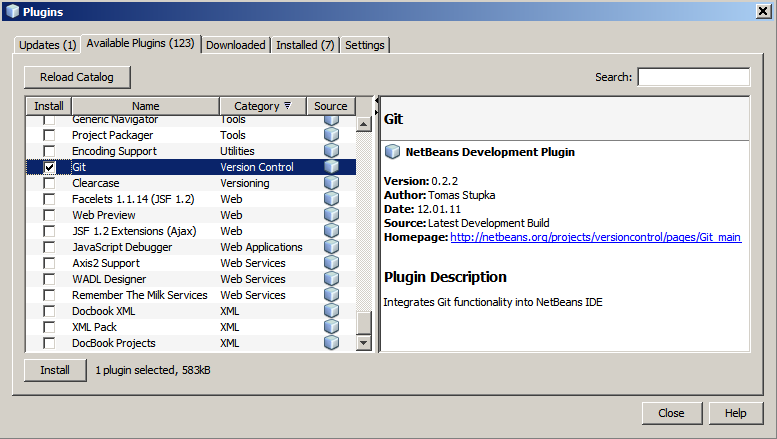 Plugins
Updates (1) Available Plugins (123) Downloaded Installed (7) Settings
Reload Catalog Search:
Install Name Category Source
Generic Navigator Tools
Project Packager Tools
Encoding Support Utilities
Git Version Control
Clearcase Versioning
Facelets 1.1.14 (JSF 1.2) Web
Web Preview Web
JSF 1.2 Extensions (Ajax) Web
JavaScript Debugger Web Applications
Axis2 Support Web Services
WADL Designer Web Services
Remember The Milk Services Web Services
Docbook XML XML
XML Pack XML
DocBook Projects XML
Git
NetBeans Development Plugin
Version: 0.2.2
Author: Tomas Stupka
Date: 12.01.11
Source: Latest Development Build
Homepage: http://netbeans.org/projects/versioncontrol/pages/Git_main
Plugin Description
Integrates Git functionality into NetBeans IDE
Install 1 plugin selected, 583kB
Close Help